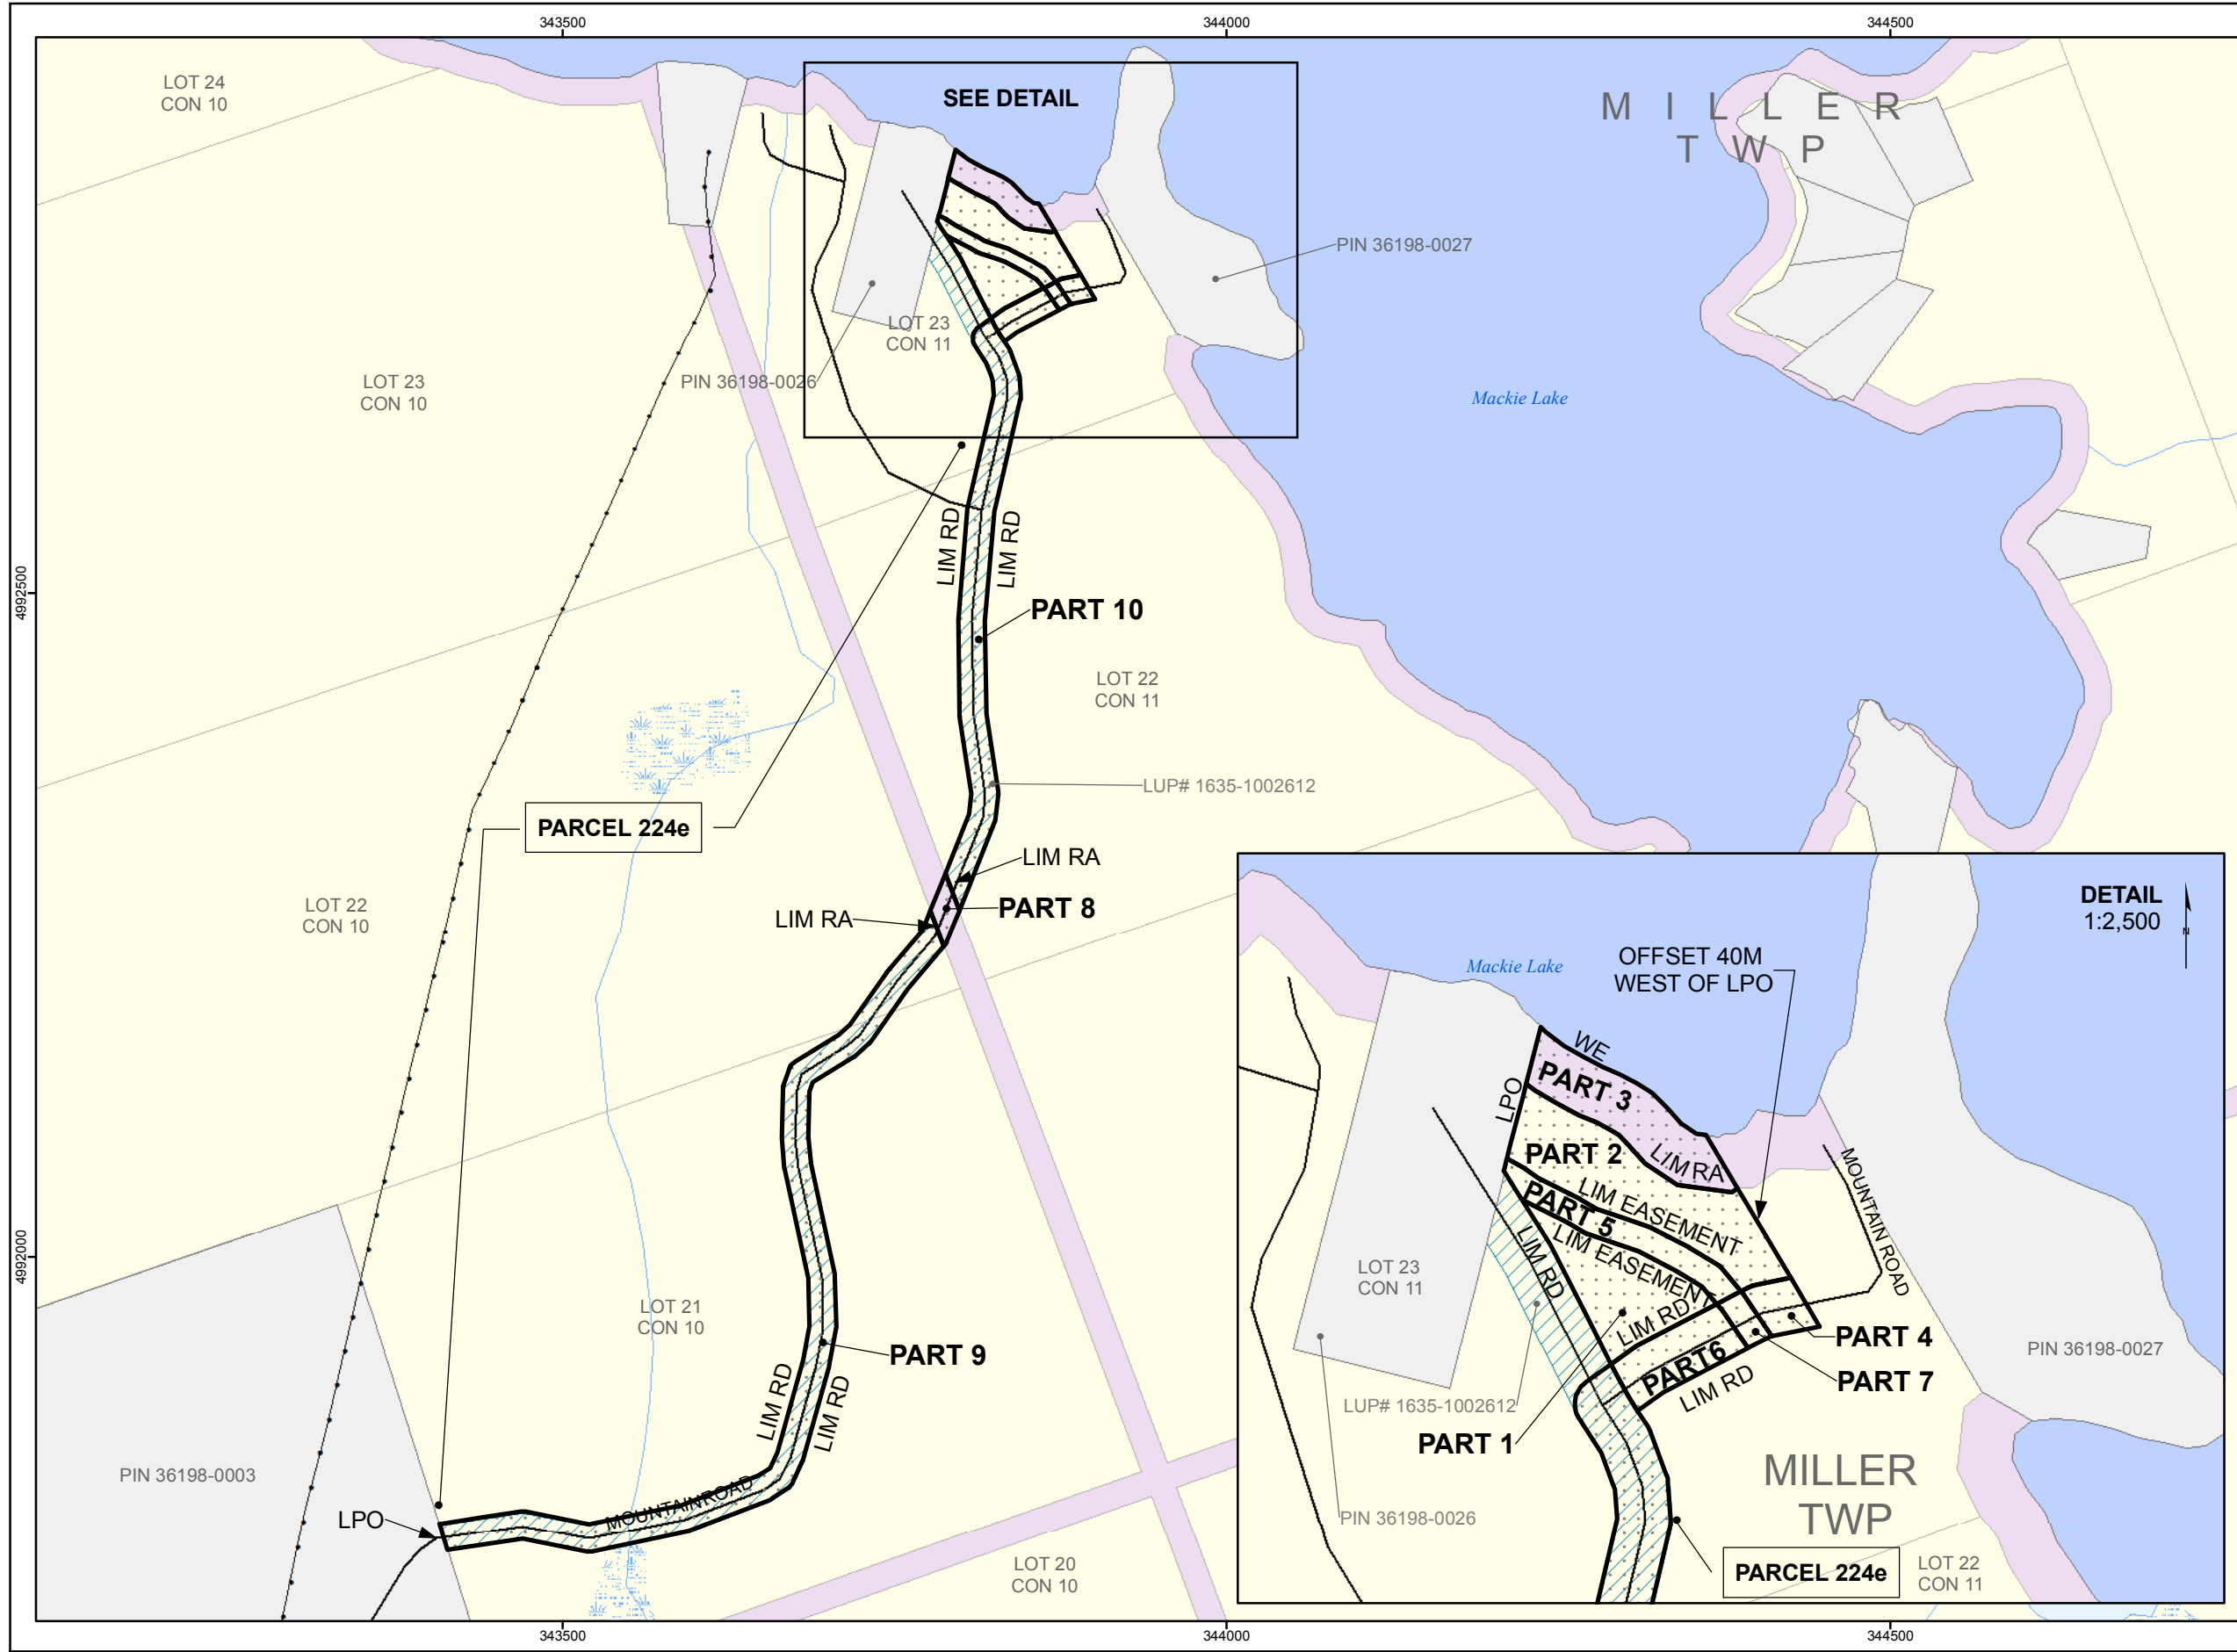 343500
344000
344500
LOT 24
CON 10
SEE DETAIL
MILLER
TWP
PIN 36198-0027
LOT 23
CON 11
LOT 23
CON 10
PIN 36198-0026
Mackie Lake
LIM RD
LIM RD
4992500
PART 10
LOT 22
CON 11
LUP# 1635-1002612
PARCEL 224e
LIM RA
PART 8
LIM RA
LOT 22
CON 10
4992000
LOT 21
CON 10
PART 9
LIM RD
LIM RD
PIN 36198-0003
MOUNTAIN ROAD
LPO
LOT 20
CON 10
DETAIL
1:2,500
N
OFFSET 40M
WEST OF LPO
Mackie Lake
WE
PART 3
LPO
PART 2
LIM RA
MOUNTAIN ROAD
LIM EASEMENT
PART 5
LIM EASEMENT
LIM RD
LOT 23
CON 11
LIM RD
PART 4
PART6
PIN 36198-0027
PART 7
LIM RD
LUP# 1635-1002612
PART 1
MILLER
TWP
PIN 36198-0026
PARCEL 224e
LOT 22
CON 11
343500
344000
344500